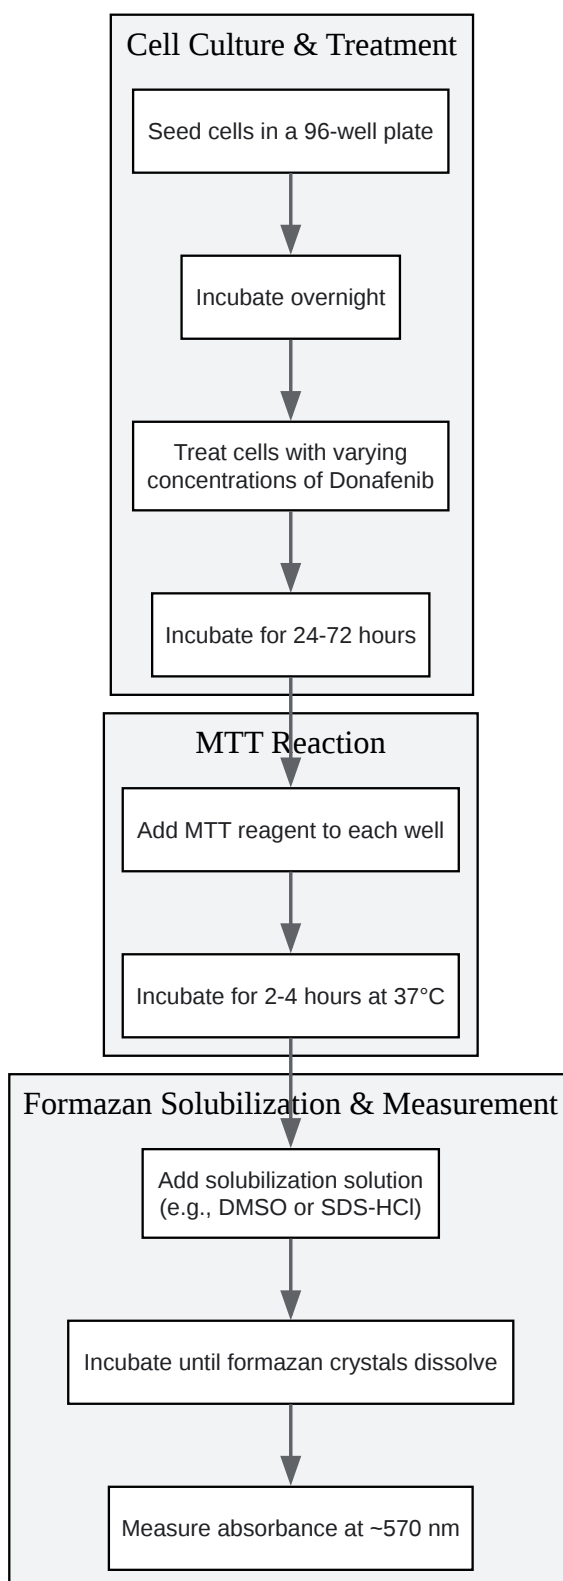 Cell Culture & Treatment
Seed cells in a 96-well plate
Incubate overnight
Treat cells with varying
concentrations of Donafenib
Incubate for 24-72 hours
MTT Reaction
Add MTT reagent to each well
Incubate for 2-4 hours at 37°C
Formazan Solubilization & Measurement
Add solubilization solution
(e.g., DMSO or SDS-HCl)
Incubate until formazan crystals dissolve
Measure absorbance at ~570 nm